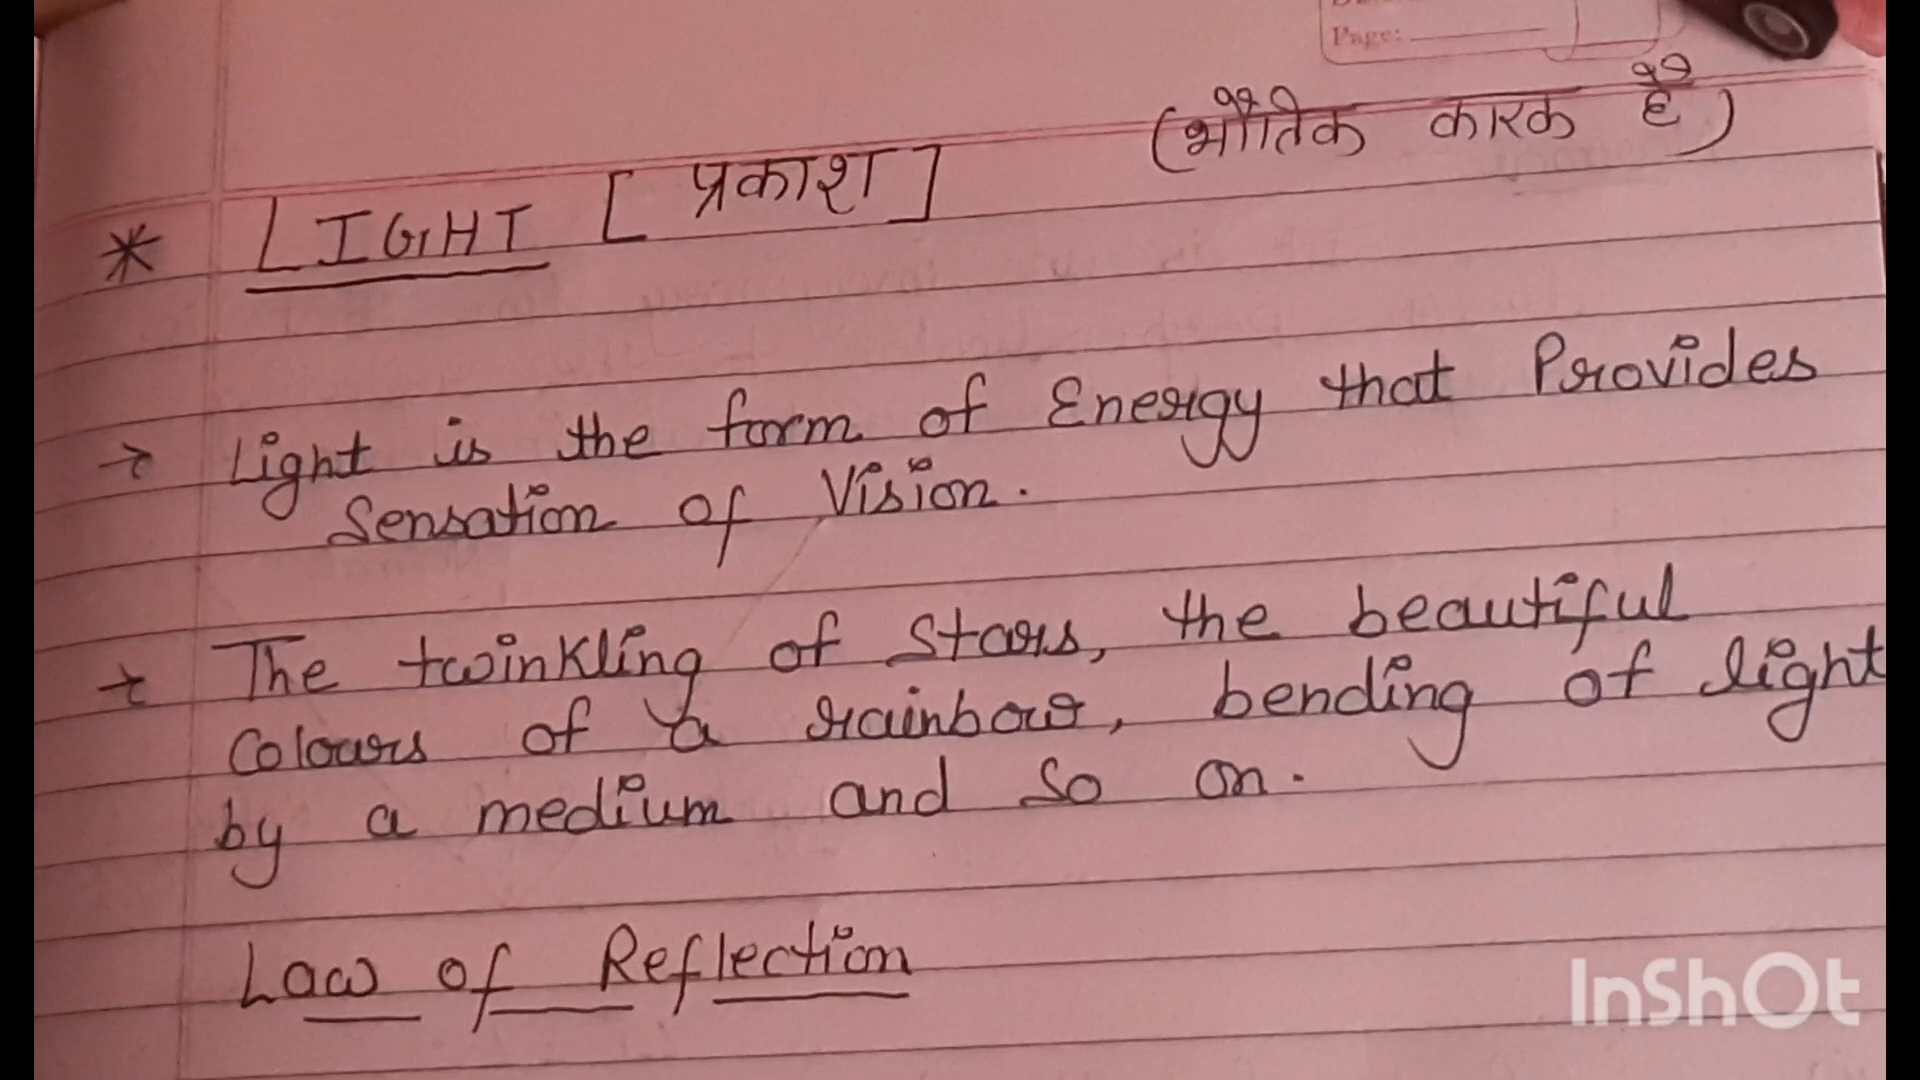 Page:
(भौतिक कारक है)
* LIGHT [प्रकाश]
→ Light is the form of Energy that Provides
Sensation of Vision.
→ The twinkling of Stars, the beautiful
Colours of a rainbow, bending of light
by a medium and so on.
Law of Reflection
InShOt